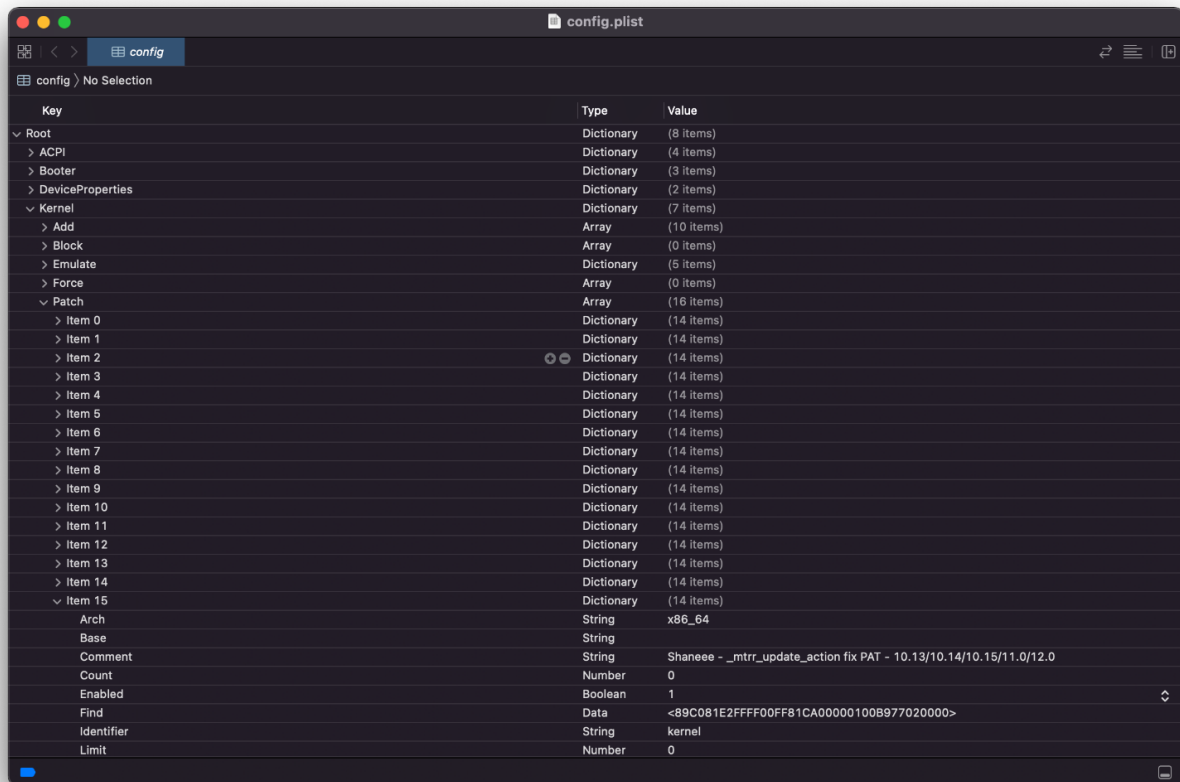 config.plist
config
config 〉 No Selection
Key Type Value
Root Dictionary (8 items)
ACPI Dictionary (4 items)
Booter Dictionary (3 items)
DeviceProperties Dictionary (2 items)
Kernel Dictionary (7 items)
Add Array (10 items)
Block Array (0 items)
Emulate Dictionary (5 items)
Force Array (0 items)
Patch Array (16 items)
Item 0 Dictionary (14 items)
Item 1 Dictionary (14 items)
Item 2 Dictionary (14 items)
Item 3 Dictionary (14 items)
Item 4 Dictionary (14 items)
Item 5 Dictionary (14 items)
Item 6 Dictionary (14 items)
Item 7 Dictionary (14 items)
Item 8 Dictionary (14 items)
Item 9 Dictionary (14 items)
Item 10 Dictionary (14 items)
Item 11 Dictionary (14 items)
Item 12 Dictionary (14 items)
Item 13 Dictionary (14 items)
Item 14 Dictionary (14 items)
Item 15 Dictionary (14 items)
Arch String x86_64
Base String
Comment String Shaneee - _mtrr_update_action fix PAT - 10.13/10.14/10.15/11.0/12.0
Count Number 0
Enabled Boolean 1
Find Data <89C081E2FFFF00FF81CA00000100B977020000>
Identifier String kernel
Limit Number 0